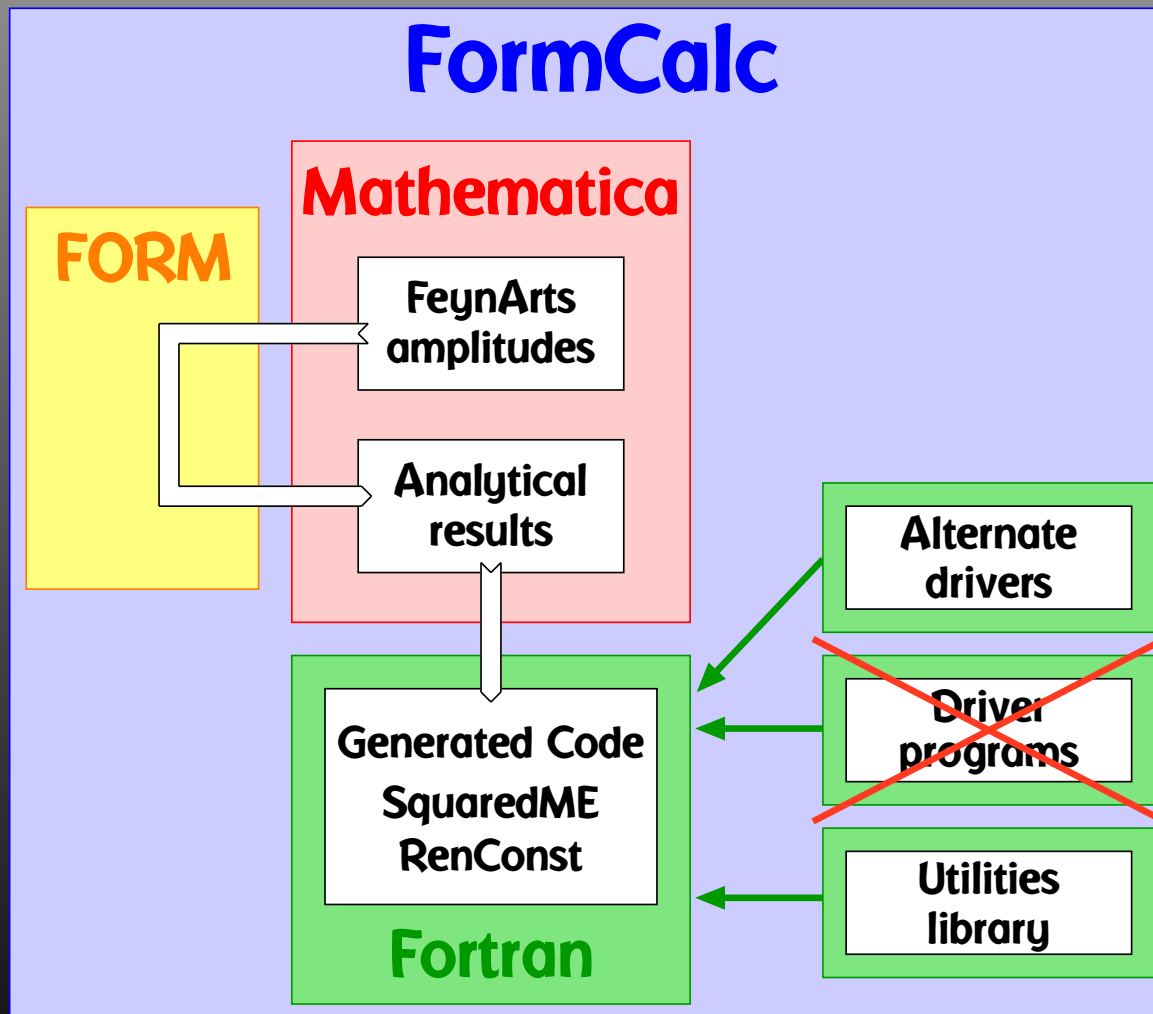 FormCalc
Mathematica
FORM
FeynArts
amplitudes
Analytical
results
Alternate
drivers
Driver
programs
Generated Code
SquaredME
RenConst
Utilities
library
Fortran